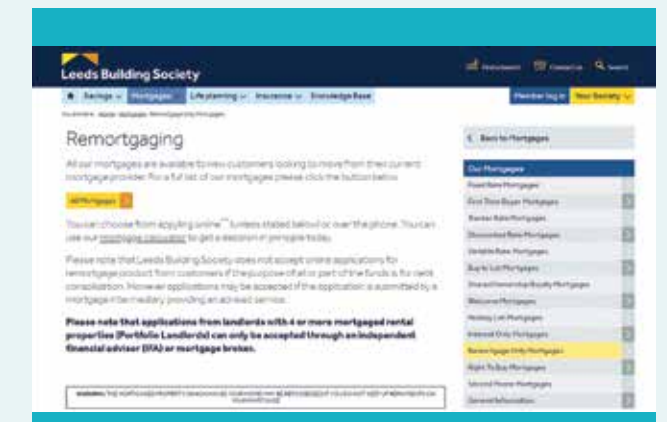 Leeds Building Society
Contact us
Search
Savings
Mortgages
Life planning
Insurance
Knowledge Base
Member log in
Your Society
Remortgaging
All our mortgages are available to new customers looking to move from their current
mortgage provider. For a full list of our mortgages please click the button below.
All Mortgages
You can choose from applying online (unless stated below) or over the phone. You can
use our mortgage calculator to get a decision in principle today.
Please note that Leeds Building Society does not accept online applications for
remortgage product from customers if the purpose of all or part of the funds is for debt
consolidation. However applications may be accepted if the application is submitted by a
mortgage intermediary providing an advised service.
Please note that applications from landlords with 4 or more mortgaged rental
properties (Portfolio Landlords) can only be accepted through an independent
financial adviser (IFA) or mortgage broker.
Back to Mortgages
Our Mortgages
Fixed Rate Mortgages
First Time Buyer Mortgages
Tracker Rate Mortgages
Discounted Rate Mortgages
Variable Rate Mortgages
Buy to Let Mortgages
Shared Ownership Equity Mortgages
Welcome Mortgages
Holiday Let Mortgages
Interest Only Mortgages
Remortgage Only Mortgages
Right To Buy Mortgages
Second Home Mortgages
General Information